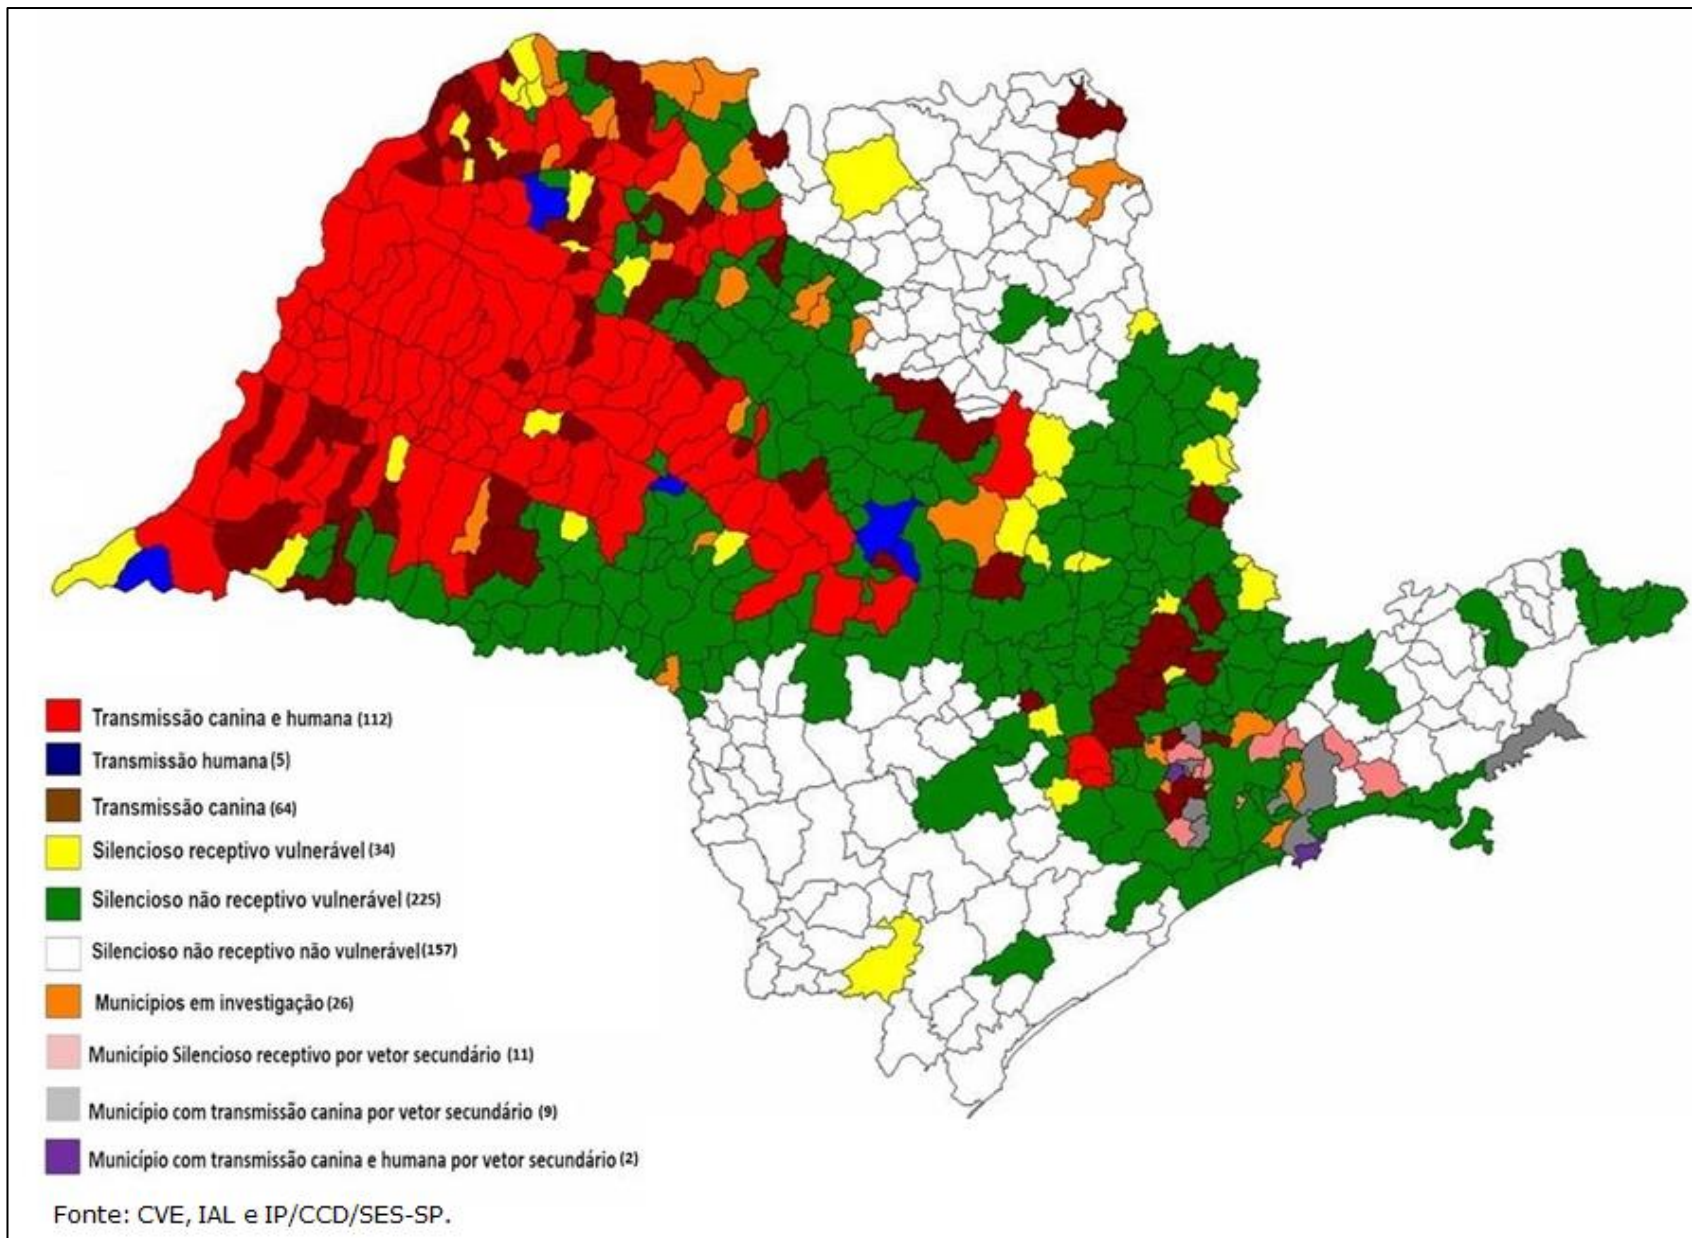 Transmissão canina e humana (112)
Transmissão humana (5)
Transmissão canina (64)
Silencioso receptivo vulnerável (34)
Silencioso não receptivo vulnerável (225)
Silencioso não receptivo não vulnerável(157)
Municípios em investigação (26)
Município Silencioso receptivo por vetor secundário (11)
Município com transmissão canina por vetor secundário (9)
Município com transmissão canina e humana por vetor secundário (2)
Fonte: CVE, IAL e IP/CCD/SES-SP.